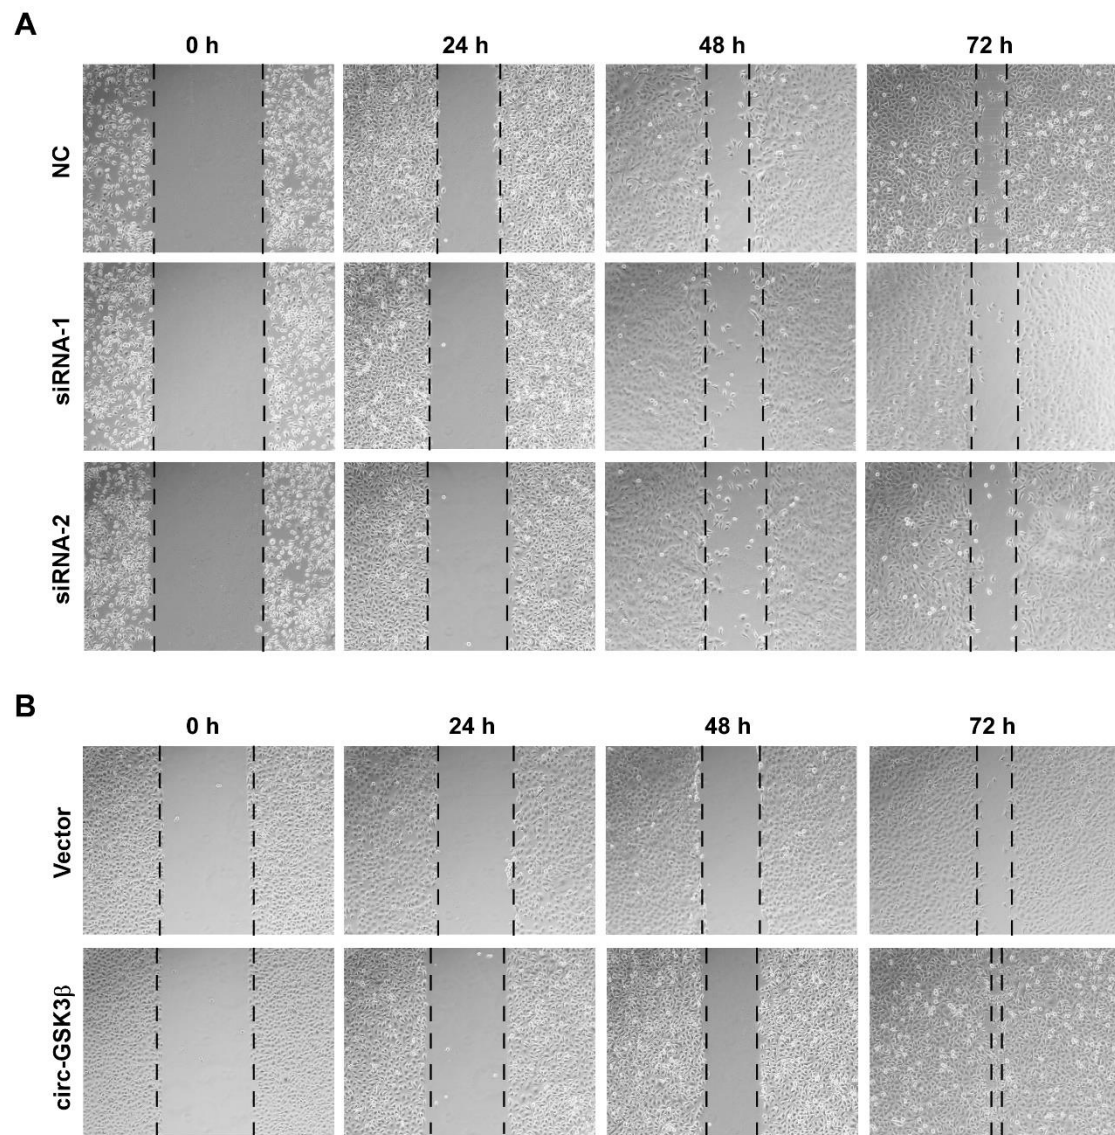 A
0 h 24 h 48 h 72 h
NC
siRNA-1
siRNA-2
B
0 h 24 h 48 h 72 h
Vector
circ-GSK3β